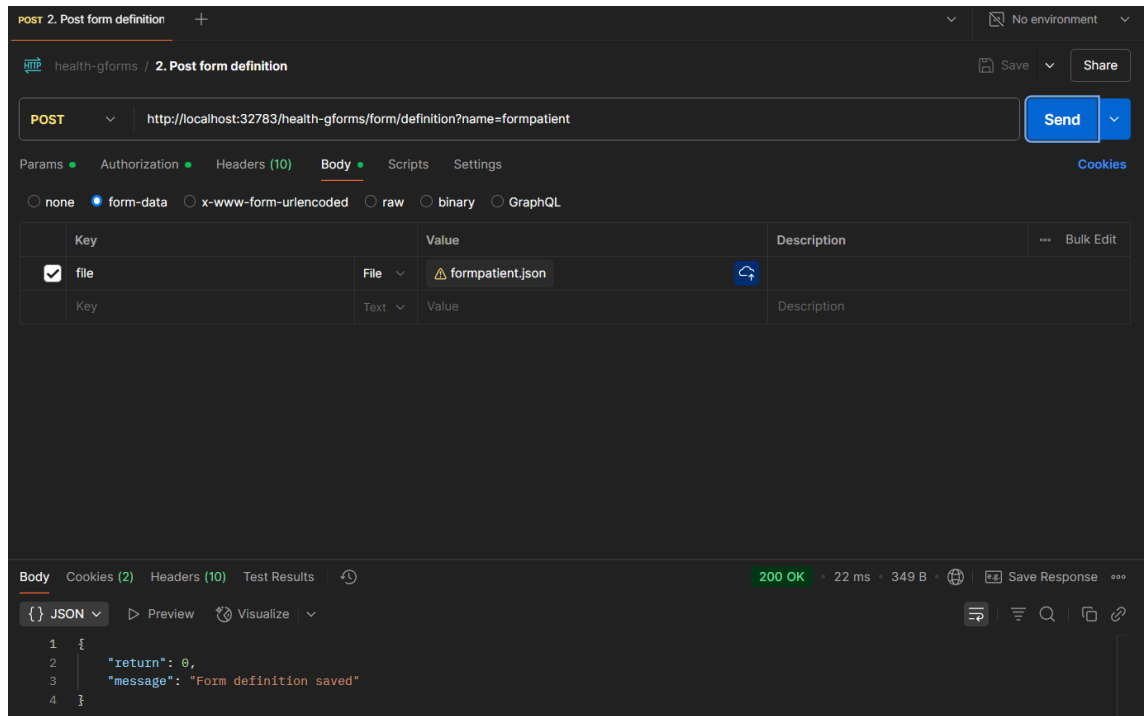 POST 2. Post form definition + No environment
HTTP health-gforms / 2. Post form definition Save Share
POST http://localhost:32783/health-gforms/form/definition?name=formpatient Send
Params Authorization Headers (10) Body Scripts Settings Cookies
none form-data x-www-form-urlencoded raw binary GraphQL
Key Value Description ••• Bulk Edit
file File formpatient.json
Key Text Value Description
Body Cookies (2) Headers (10) Test Results 200 OK • 22 ms • 349 B • e.g. Save Response •••
{} JSON Preview Visualize
1 {
2 "return": 0,
3 "message": "Form definition saved"
4 }